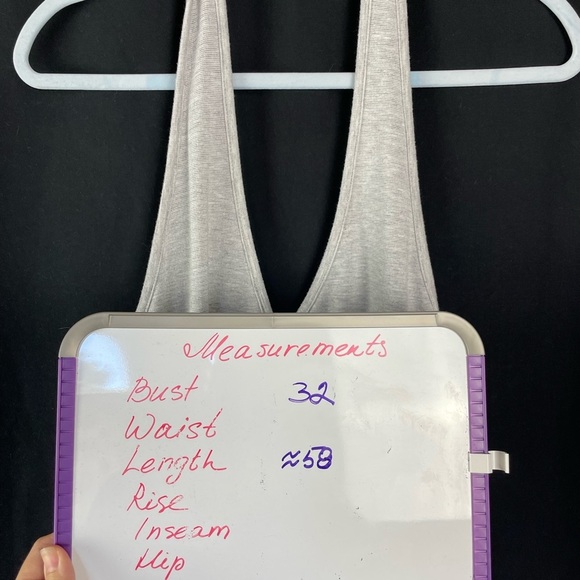 Measurements
Bust 32
Waist
Length ≈58
Rise
Inseam
Hip